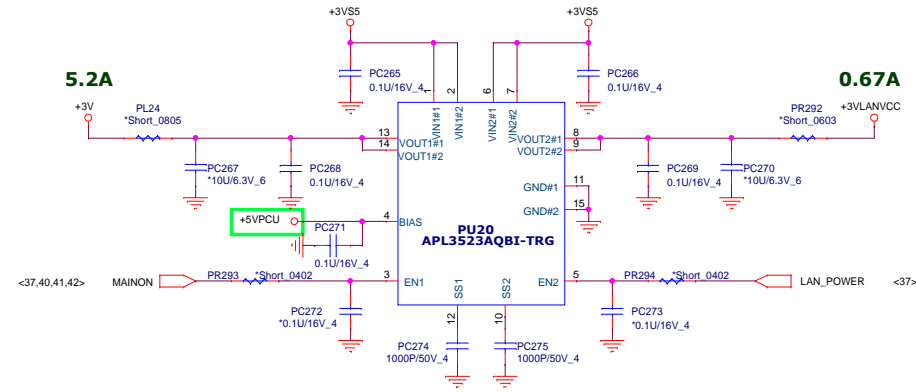 +3VS5
+3VS5
5.2A
0.67A
+3V
PL24
*Short_0805
PC265
0.1U/16V_4
1
2
6
7
PC266
0.1U/16V_4
PR292
*Short_0603
+3VLANVCC
VIN1#1
VIN1#2
VIN2#1
VIN2#2
13
14
VOUT1#1
VOUT1#2
VOUT2#1
VOUT2#2
8
9
PC267
*10U/6.3V_6
PC268
0.1U/16V_4
PC269
0.1U/16V_4
PC270
*10U/6.3V_6
GND#1
11
GND#2
15
+5VPCU
4
BIAS
PC271
0.1U/16V_4
PU20
APL3523AQBI-TRG
<37,40,41,42>
MAINON
PR293
*Short_0402
3
EN1
EN2
5
PR294
*Short_0402
LAN_POWER
<37>
SS1
SS2
12
10
PC272
*0.1U/16V_4
PC273
*0.1U/16V_4
PC274
1000P/50V_4
PC275
1000P/50V_4